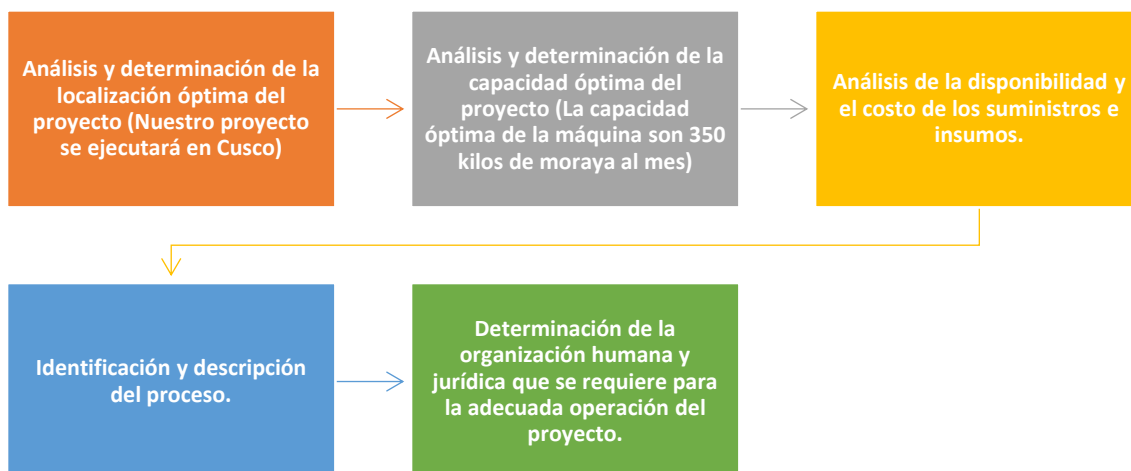 Análisis y determinación de la
localización óptima del
proyecto (Nuestro proyecto
se ejecutará en Cusco)
Análisis y determinación de la
capacidad óptima del
proyecto (La capacidad
óptima de la máquina son 350
kilos de moraya al mes)
Análisis de la disponibilidad y
el costo de los suministros e
insumos.
Identificación y descripción
del proceso.
Determinación de la
organización humana y
jurídica que se requiere para
la adecuada operación del
proyecto.